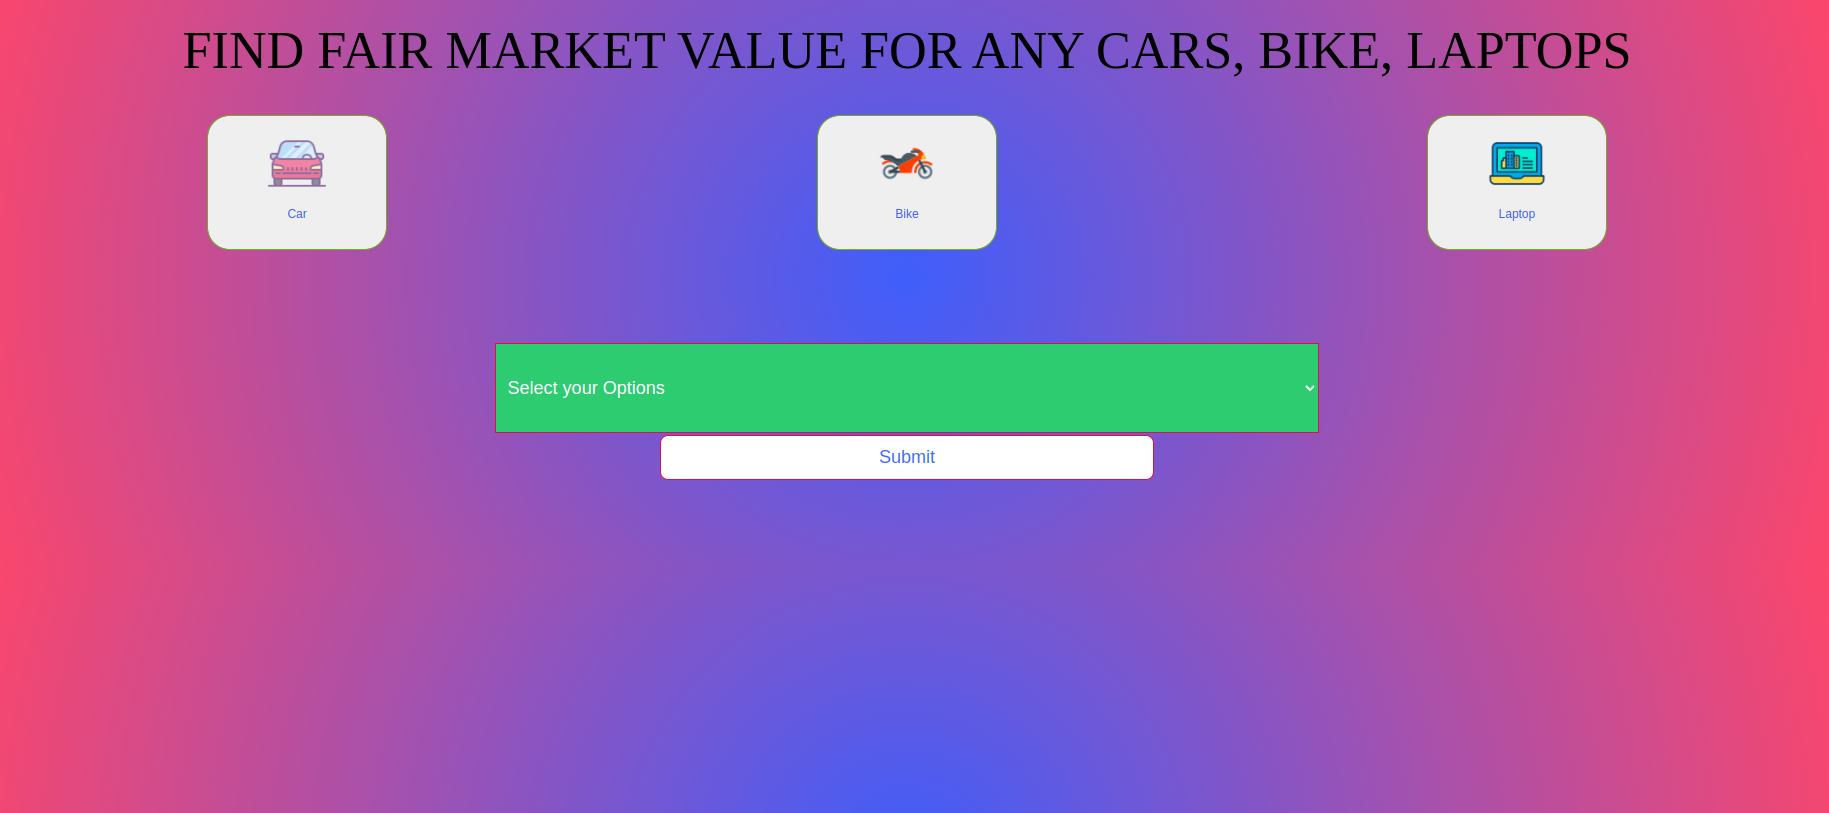 FIND FAIR MARKET VALUE FOR ANY CARS, BIKE, LAPTOPS
Car
Bike
Laptop
Select your Options
Submit